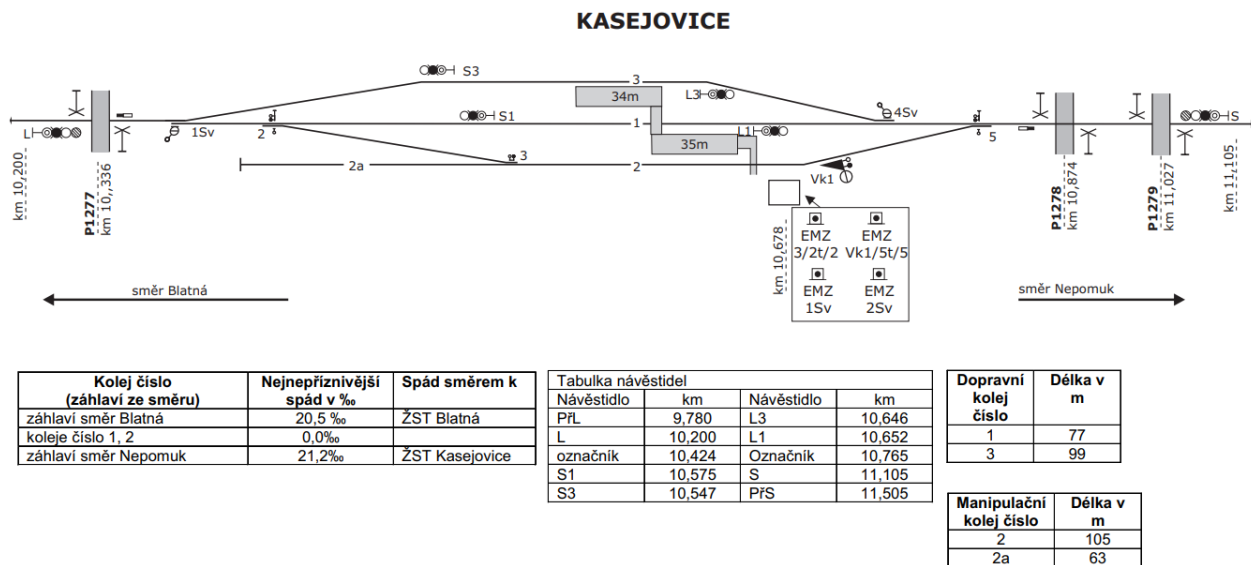 KASEJOVICE
S3
3
34m
L3
4Sv
L
1Sv
2
S1
1
L1
5
S
35m
2a
3
2
Vk1
km 10,200
P1277
km 10,,336
P1278
km 10,874
P1279
km 11,027
km 11,105
km 10,678
EMZ EMZ
3/2t/2 Vk1/5t/5
EMZ EMZ
1Sv 2Sv
směr Blatná
směr Nepomuk
Kolej číslo (záhlaví ze směru) Nejnepříznivější spád v ‰ Spád směrem k
záhlaví směr Blatná 20,5 ‰ ŽST Blatná
koleje číslo 1, 2 0,0‰
záhlaví směr Nepomuk 21,2‰ ŽST Kasejovice
Tabulka návěstidel
Návěstidlo km Návěstidlo km
PřL 9,780 L3 10,646
L 10,200 L1 10,652
označník 10,424 Označník 10,765
S1 10,575 S 11,105
S3 10,547 PřS 11,505
Dopravní kolej číslo Délka v m
1 77
3 99
Manipulační kolej číslo Délka v m
2 105
2a 63